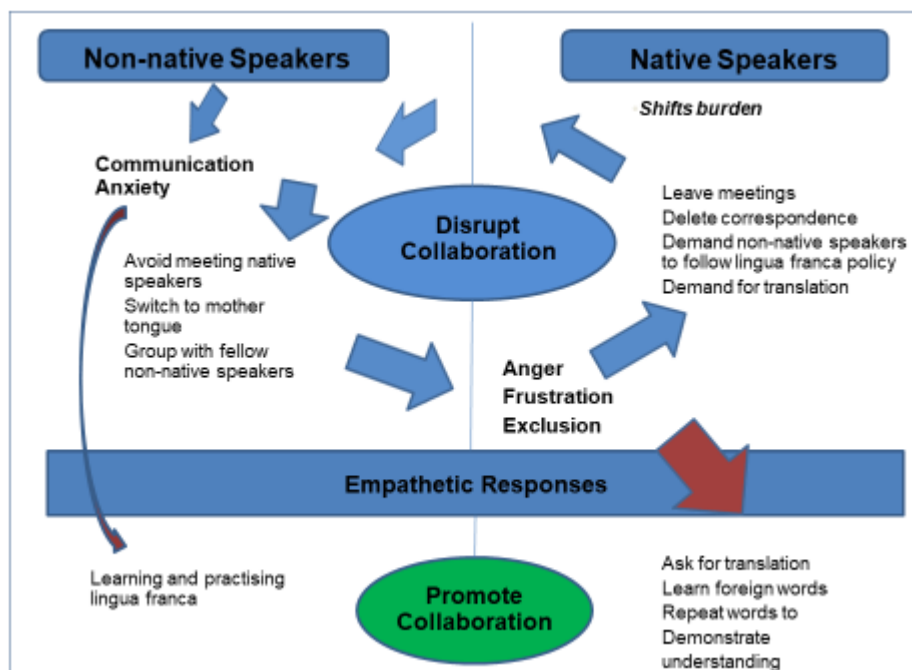 Non-native Speakers
Native Speakers
Shifts burden
Communication
Anxiety
Disrupt
Collaboration
Leave meetings
Delete correspondence
Demand non-native speakers
to follow lingua franca policy
Demand for translation
Avoid meeting native
speakers
Switch to mother
tongue
Group with fellow
non-native speakers
Anger
Frustration
Exclusion
Empathetic Responses
Learning and practising
lingua franca
Promote
Collaboration
Ask for translation
Learn foreign words
Repeat words to
Demonstrate
understanding